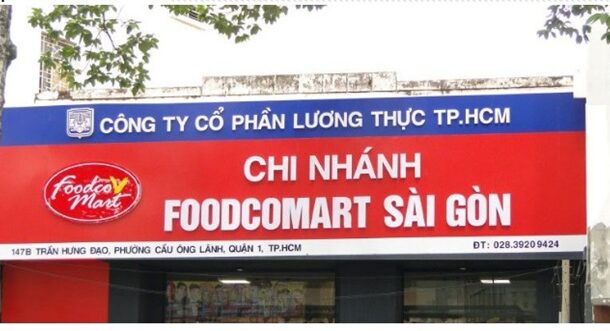 CÔNG TY CỔ PHẦN LƯƠNG THỰC TP.HCM
CHI NHÁNH
FOODCOMART SÀI GÒN
Foodco
Mart
147B TRẦN HƯNG ĐẠO, PHƯỜNG CẦU ÔNG LÃNH, QUẬN 1, TP.HCM
ĐT: 028.39209424